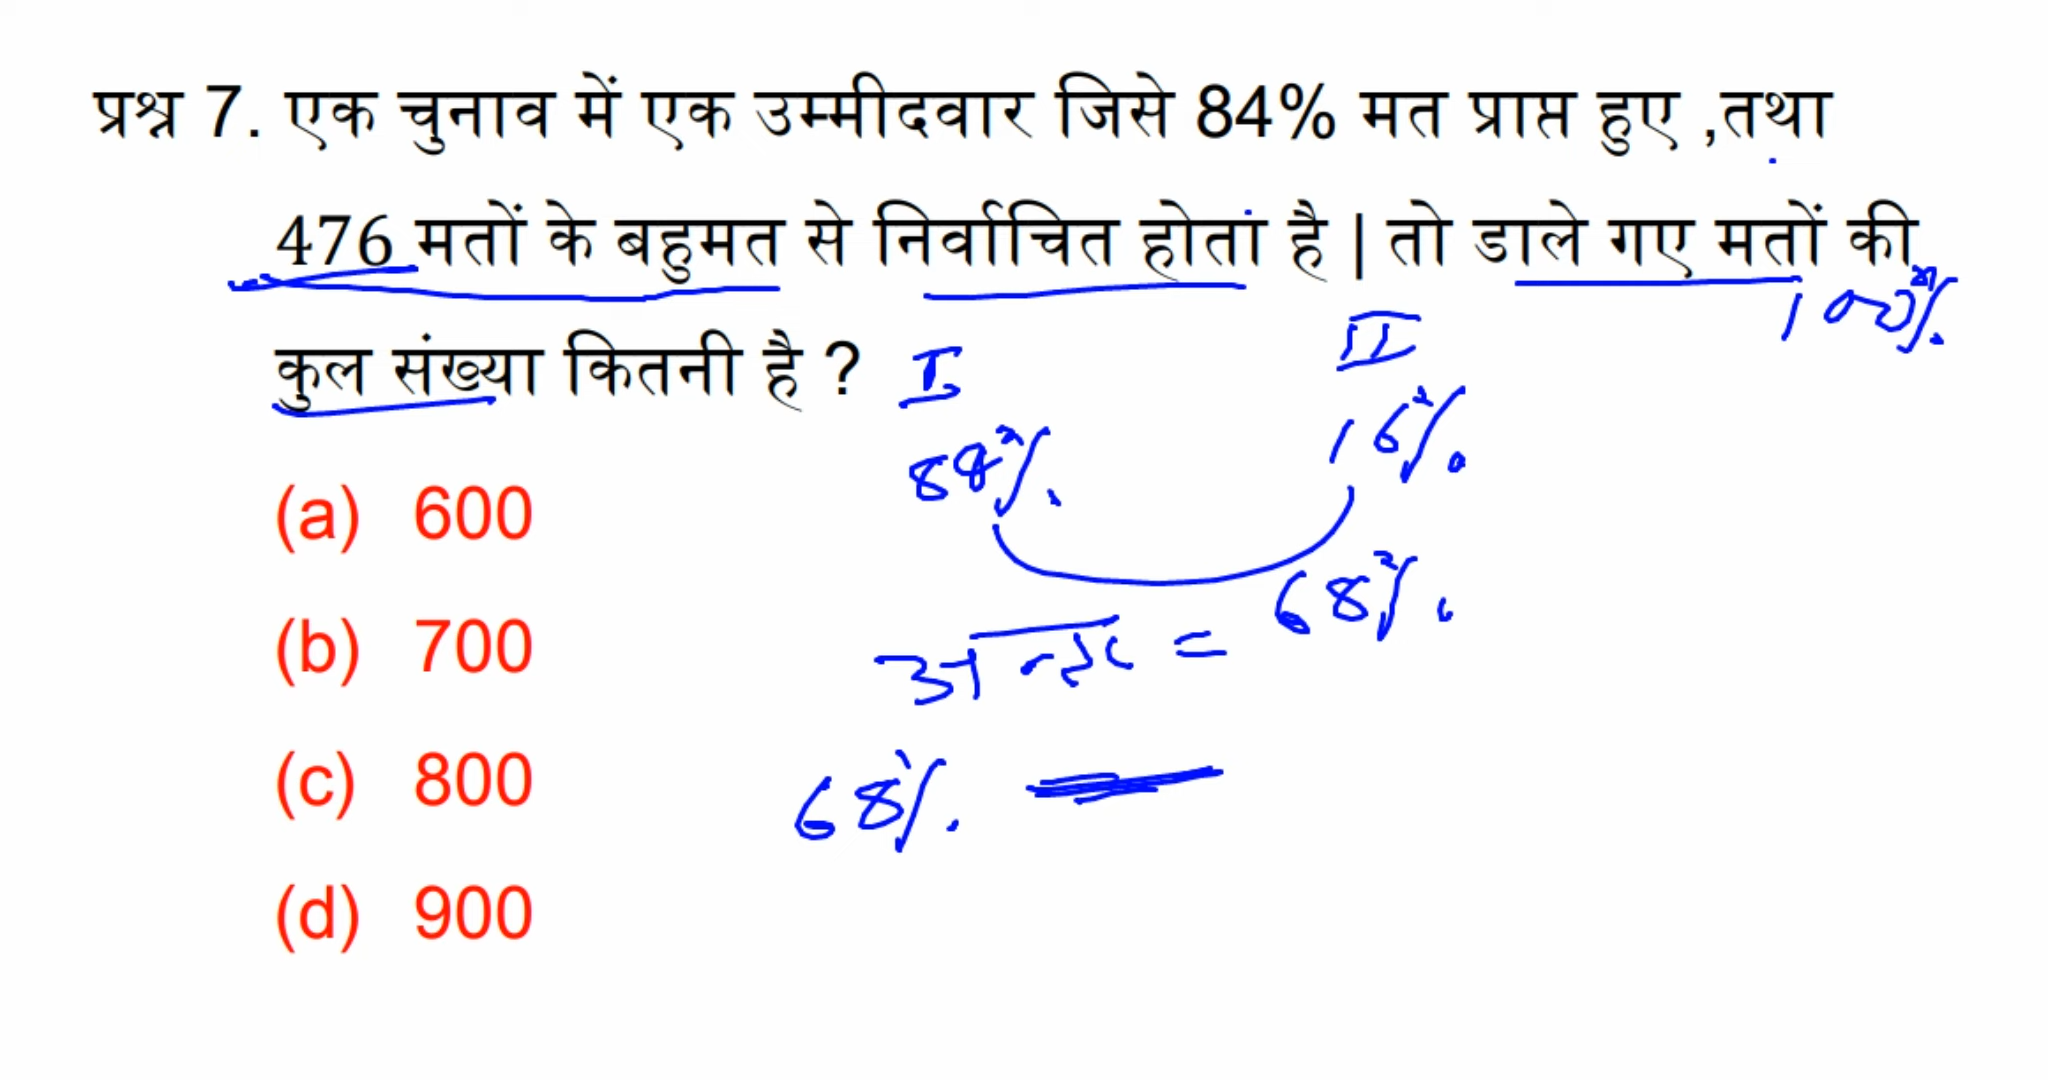 प्रश्न 7. एक चुनाव में एक उम्मीदवार जिसे 84% मत प्राप्त हुए ,तथा
476 मतों के बहुमत से निर्वाचित होता है | तो डाले गए मतों की
100%
कुल संख्या कितनी है ?
I
II
84%
16%
(a) 600
(b) 700
अन्तर = 68%
(c) 800
68%
(d) 900